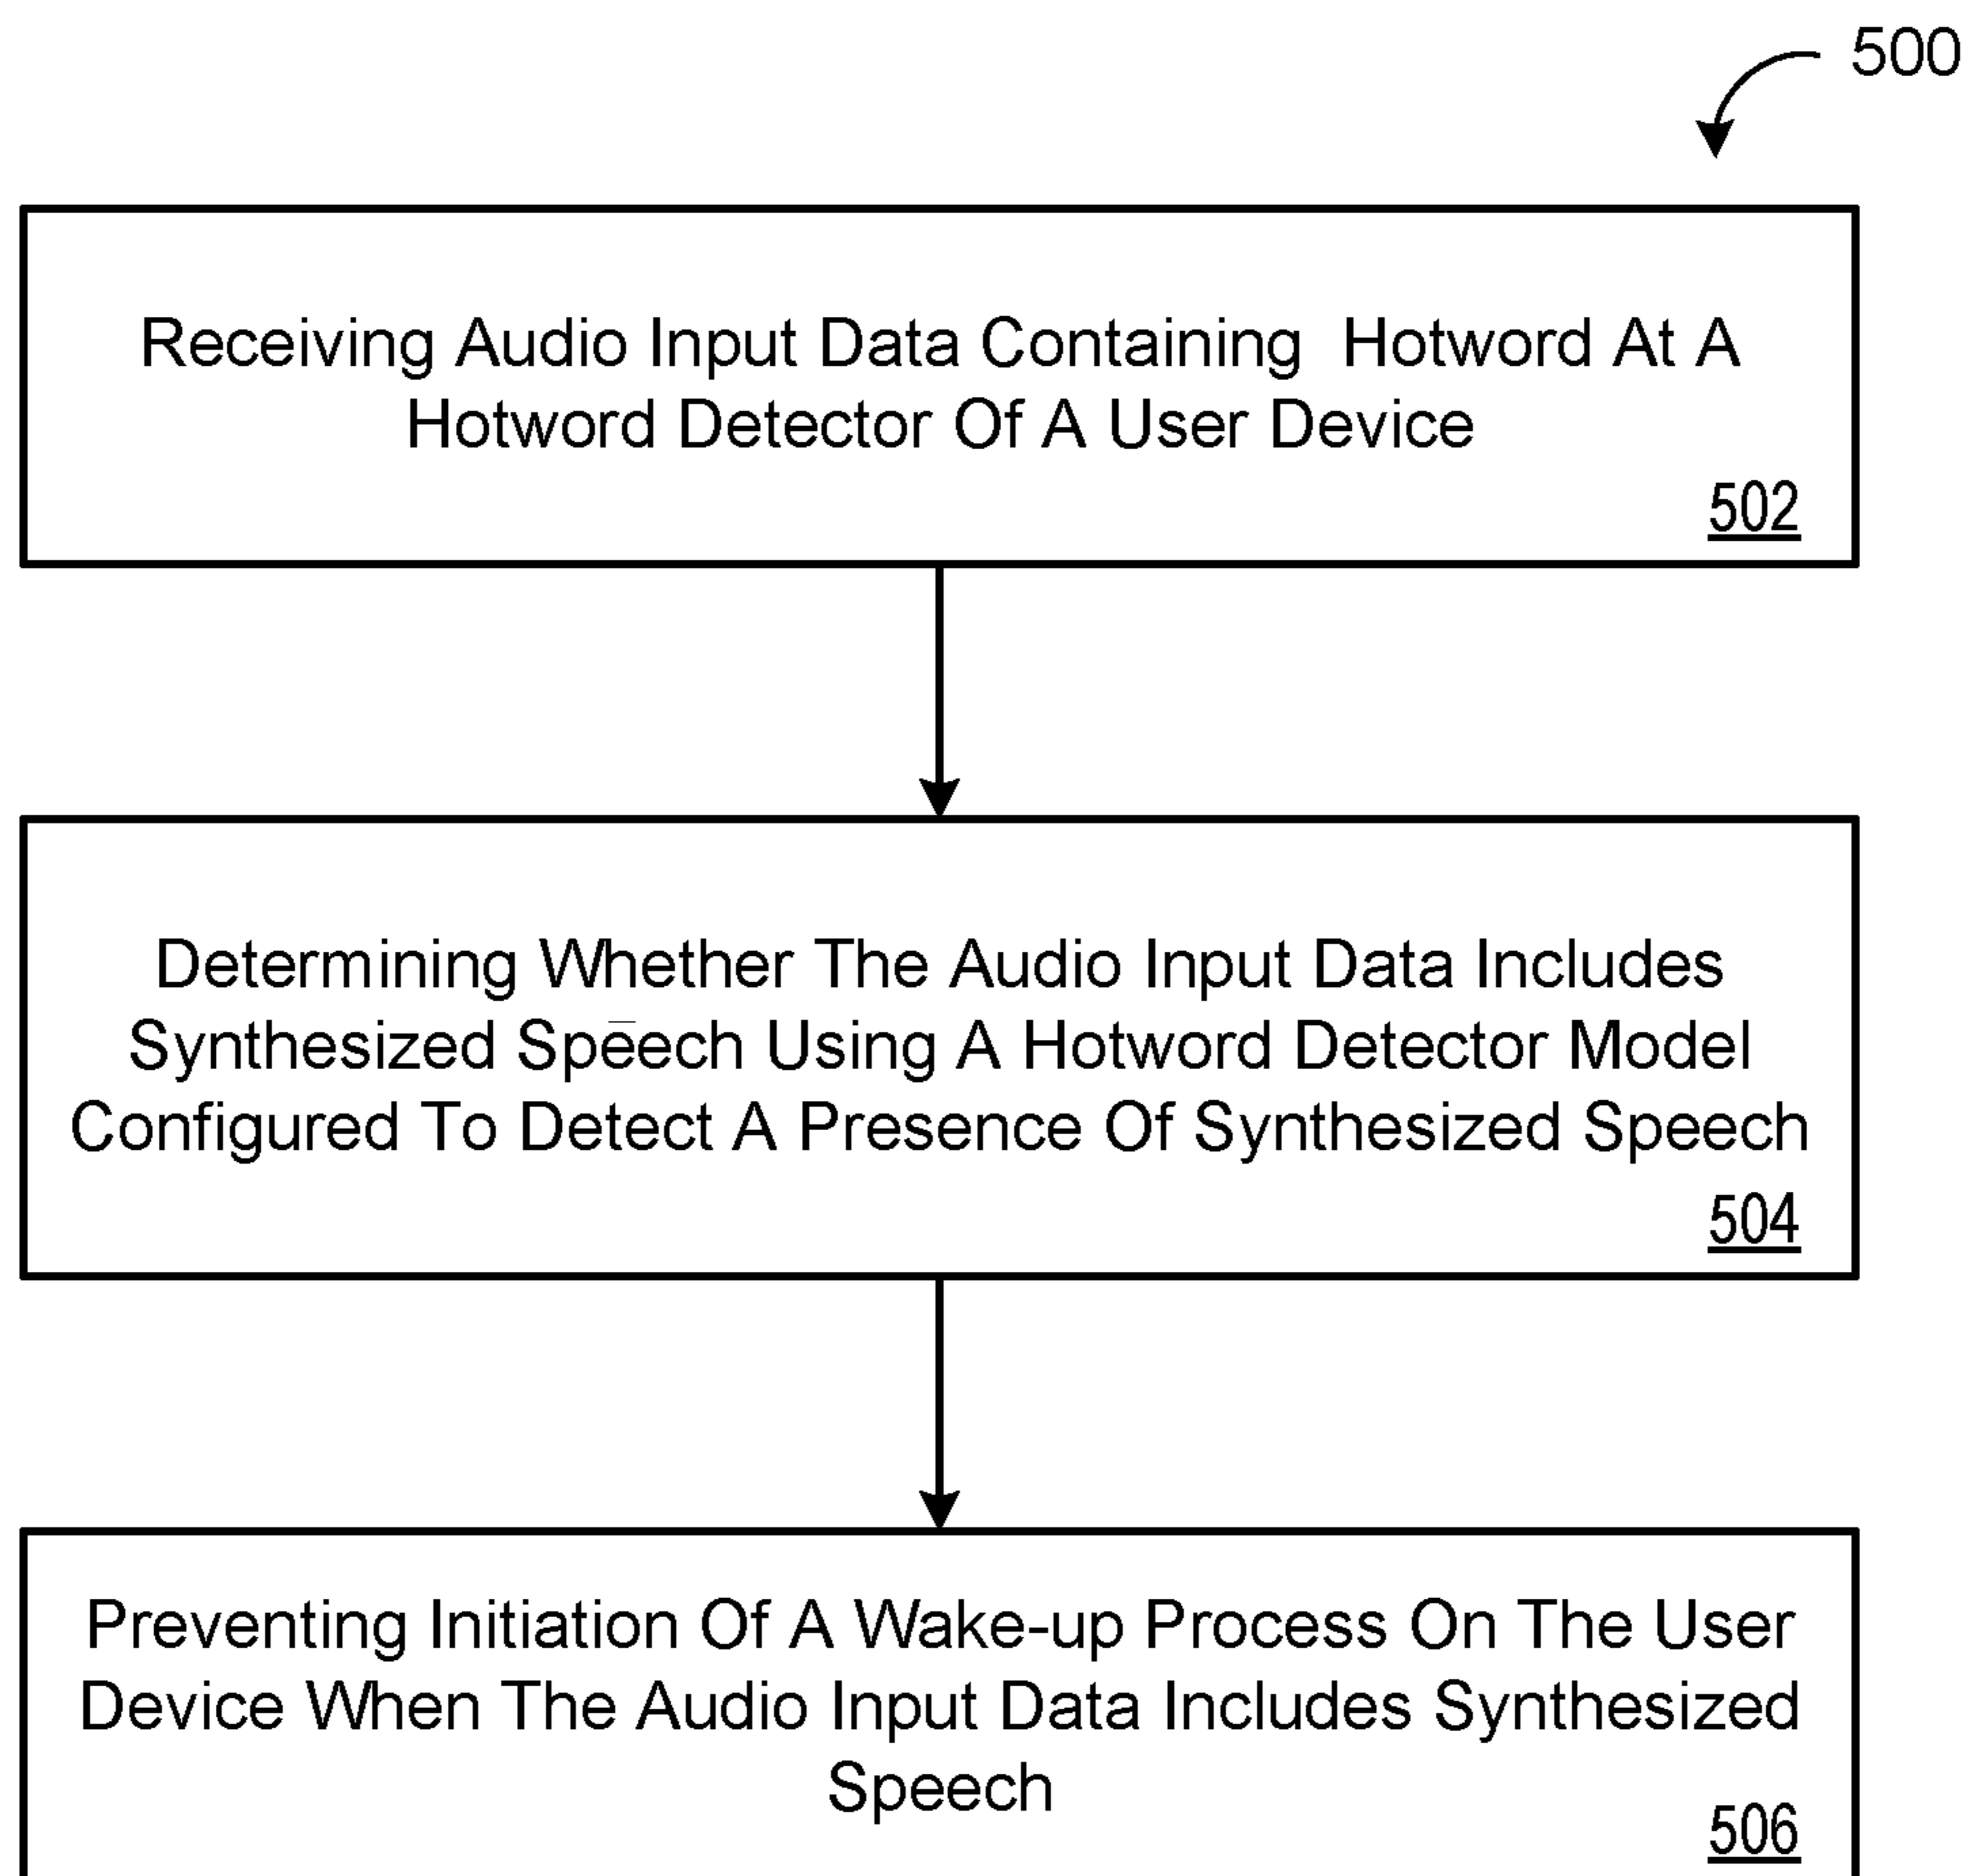 500
Receiving Audio Input Data Containing Hotword At A
Hotword Detector Of A User Device
502
Determining Whether The Audio Input Data Includes
Synthesized Speech Using A Hotword Detector Model
Configured To Detect A Presence Of Synthesized Speech
504
Preventing Initiation Of A Wake-up Process On The User
Device When The Audio Input Data Includes Synthesized
Speech
506